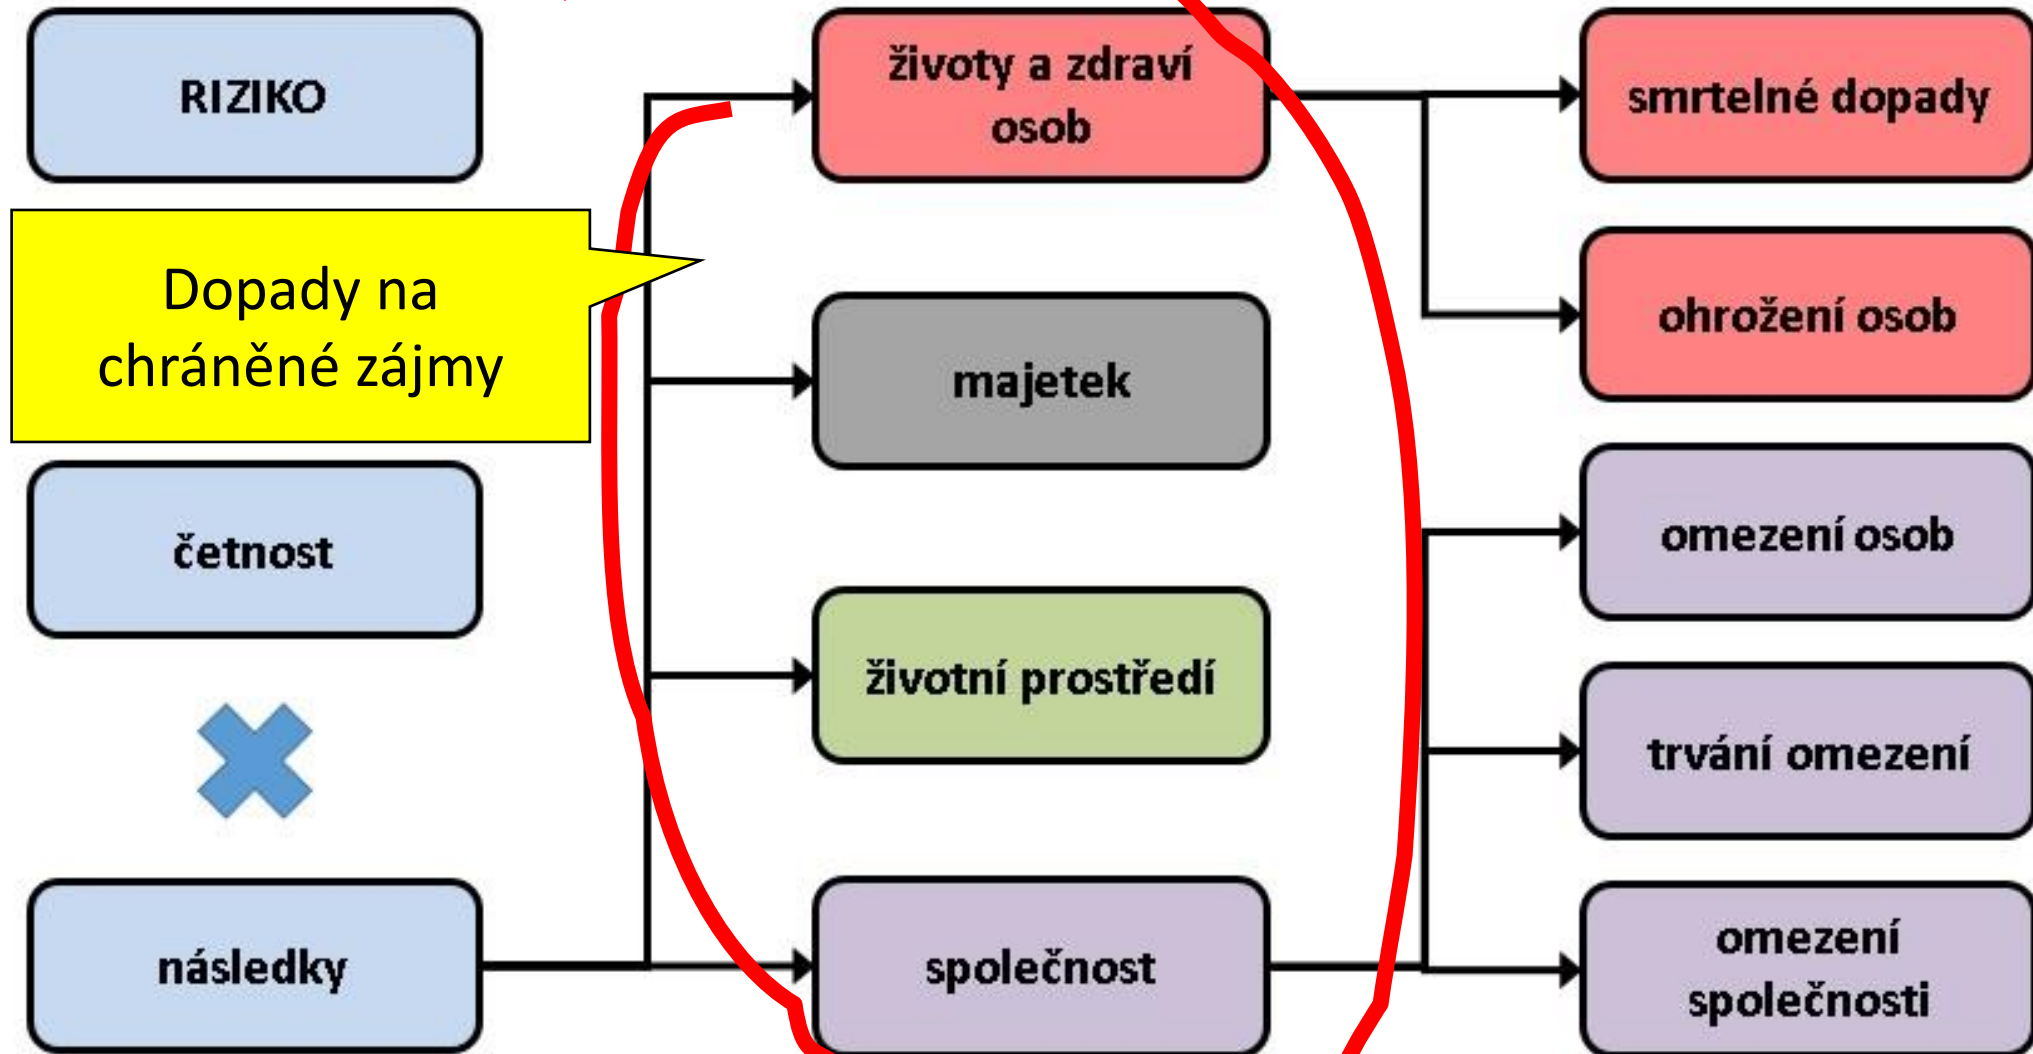 RIZIKO
Dopady na
chráněné zájmy
četnost
následky
životy a zdraví
osob
majetek
životní prostředí
společnost
smrtelné dopady
ohrožení osob
omezení osob
trvání omezení
omezení
společnosti